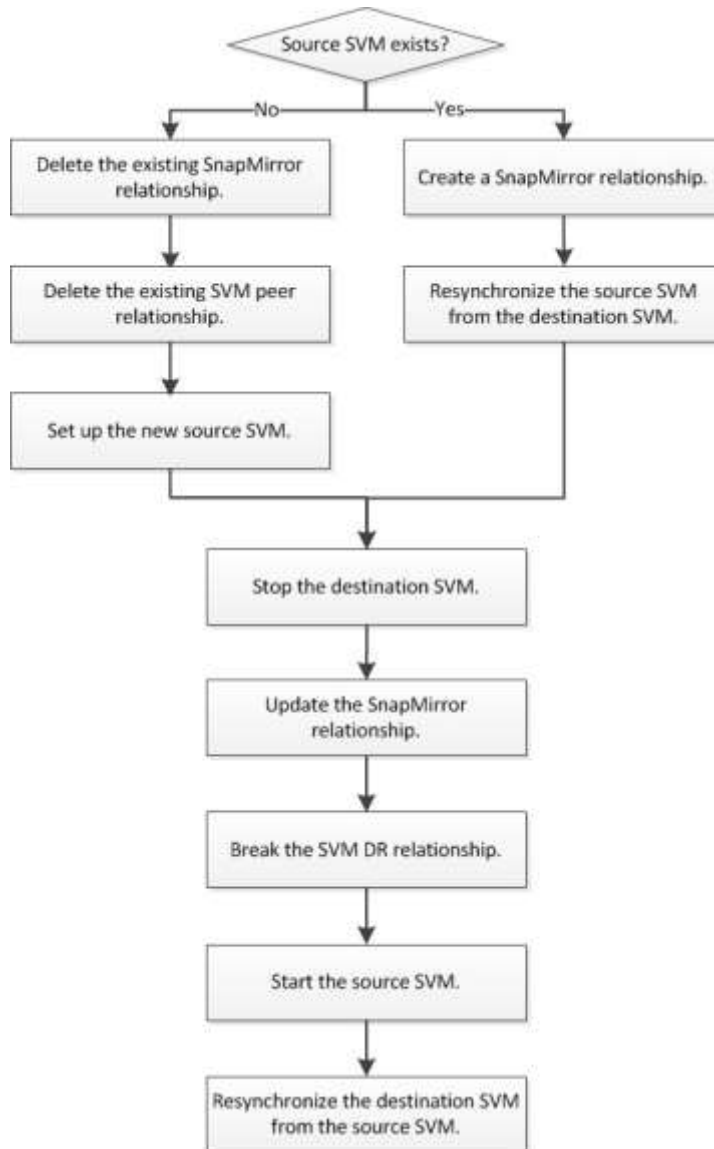 Source SVM exists?
No
Yes
Delete the existing SnapMirror
relationship.
Create a SnapMirror relationship.
Delete the existing SVM peer
relationship.
Resynchronize the source SVM
from the destination SVM.
Set up the new source SVM.
Stop the destination SVM.
Update the SnapMirror
relationship.
Break the SVM DR relationship.
Start the source SVM.
Resynchronize the destination SVM
from the source SVM.